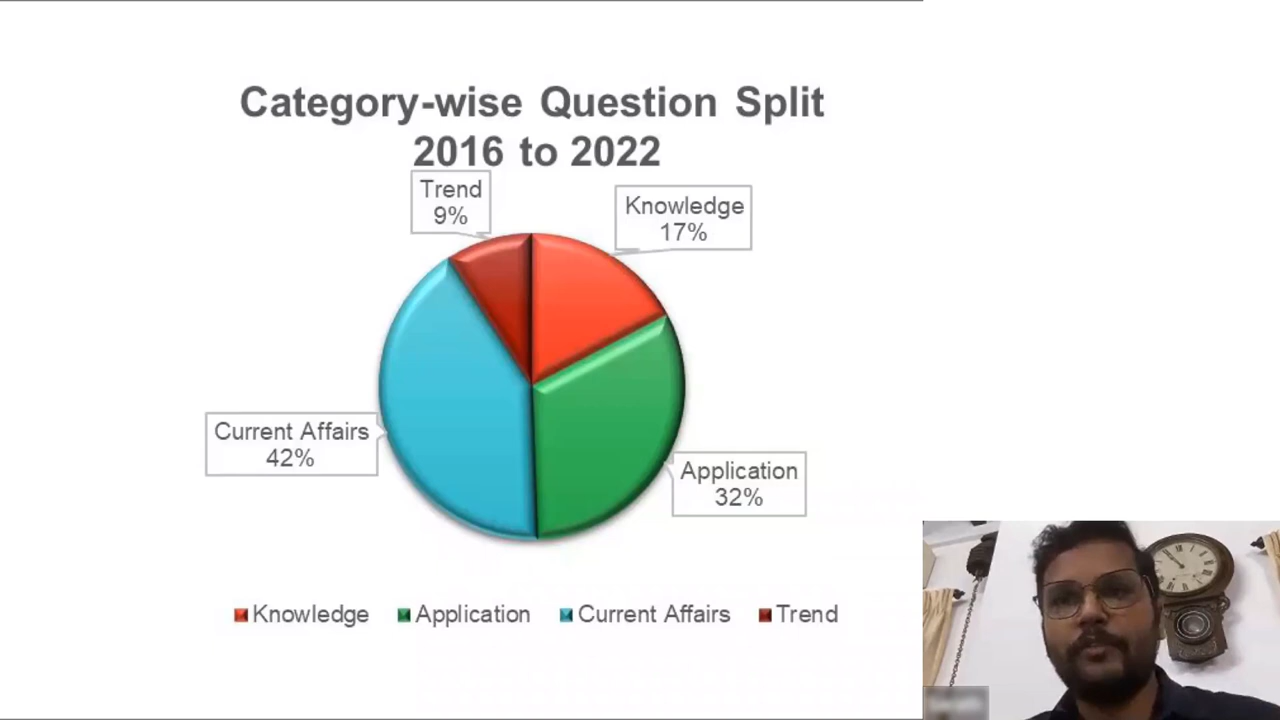 Category-wise Question Split
2016 to 2022
Trend
9%
Knowledge
17%
Current Affairs
42%
Application
32%
Knowledge Application Current Affairs Trend